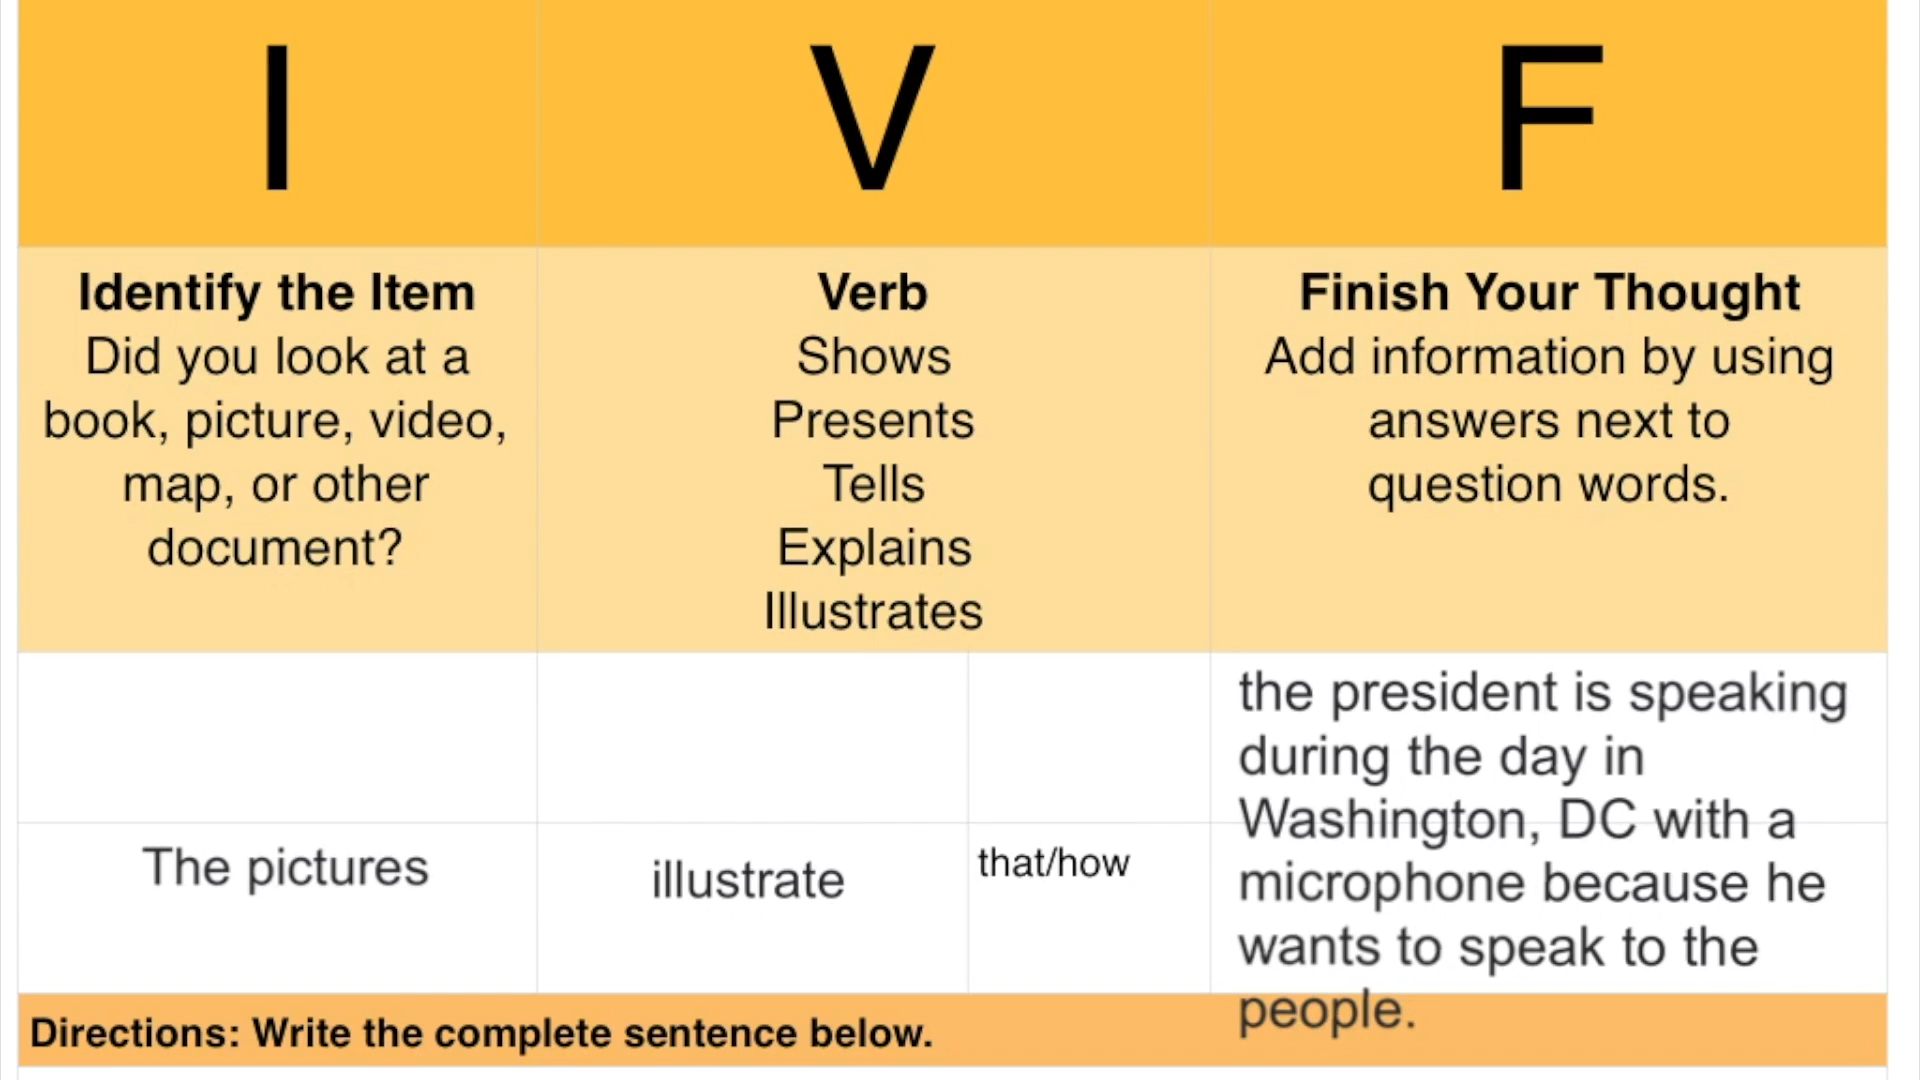 I
V
F
Identify the Item
Did you look at a
book, picture, video,
map, or other
document?
Verb
Shows
Presents
Tells
Explains
Illustrates
Finish Your Thought
Add information by using
answers next to
question words.
The pictures
illustrate
that/how
the president is speaking
during the day in
Washington, DC with a
microphone because he
wants to speak to the
people.
Directions: Write the complete sentence below.